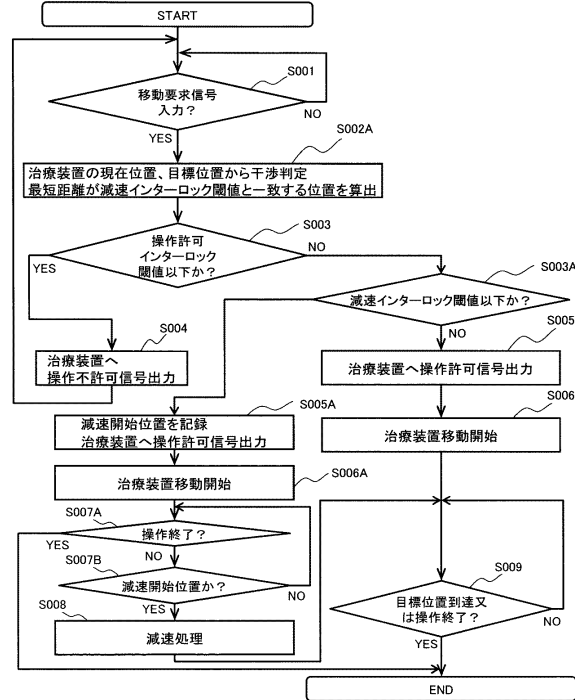 START
S001
移動要求信号
入力？
NO
YES
S002A
治療装置の現在位置、目標位置から干渉判定
最短距離が減速インターロック閾値と一致する位置を算出
S003
操作許可
インターロック
閾値以下か？
YES
NO
S003A
減速インターロック閾値以下か？
NO
S004
治療装置へ
操作不許可信号出力
S005
治療装置へ操作許可信号出力
S005A
減速開始位置を記録
治療装置へ操作許可信号出力
S006
治療装置移動開始
S006A
治療装置移動開始
S007A
操作終了？
YES
NO
S007B
減速開始位置か？
YES
NO
S008
減速処理
S009
目標位置到達又
は操作終了？
NO
YES
END